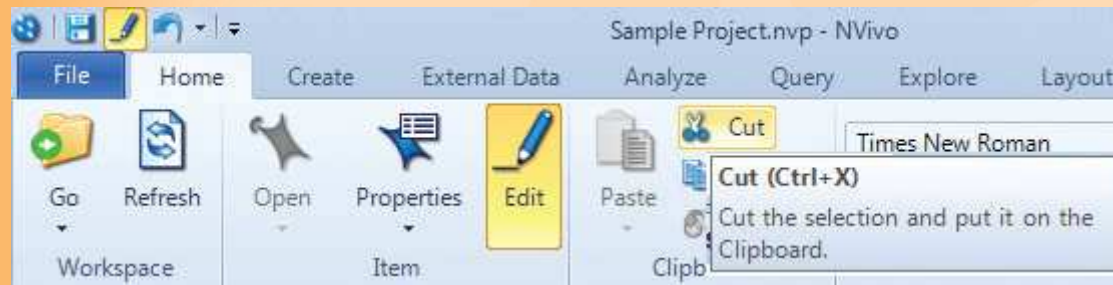 Sample Project.nvp - NVivo
File Home Create External Data Analyze Query Explore Layout
Cut
Times New Roman
Go Refresh Open Properties Edit Paste
Cut (Ctrl+X)
Cut the selection and put it on the
Clipboard.
Workspace Item Clipb